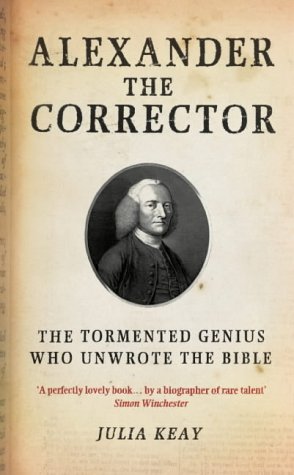 ALEXANDER
THE
CORRECTOR
THE TORMENTED GENIUS
WHO UNWROTE THE BIBLE
'A perfectly lovely book... by a biographer of rare talent'
Simon Winchester
JULIA KEAY